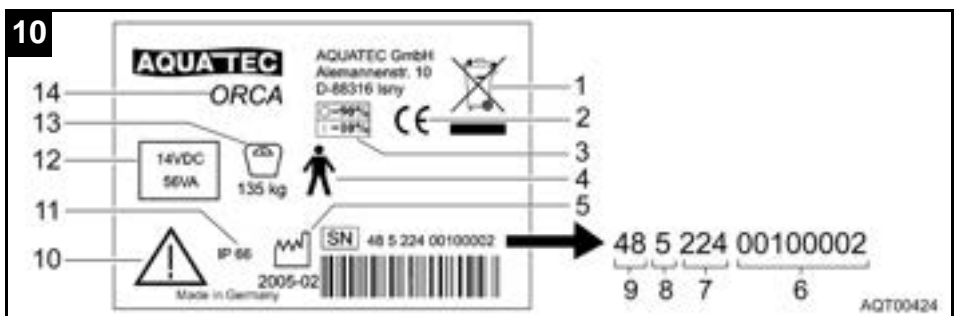 10
AQUATEC
ORCA
AQUATEC GmbH
Alemannenstr. 10
D-88316 Isny
CE
14VDC
56VA
135 kg
IP 66
2005-02
SN 48 5 224 00100002
Made in Germany
14
13
12
11
10
1
2
3
4
5
48 5 224 00100002
9 8 7 6
AQT00424